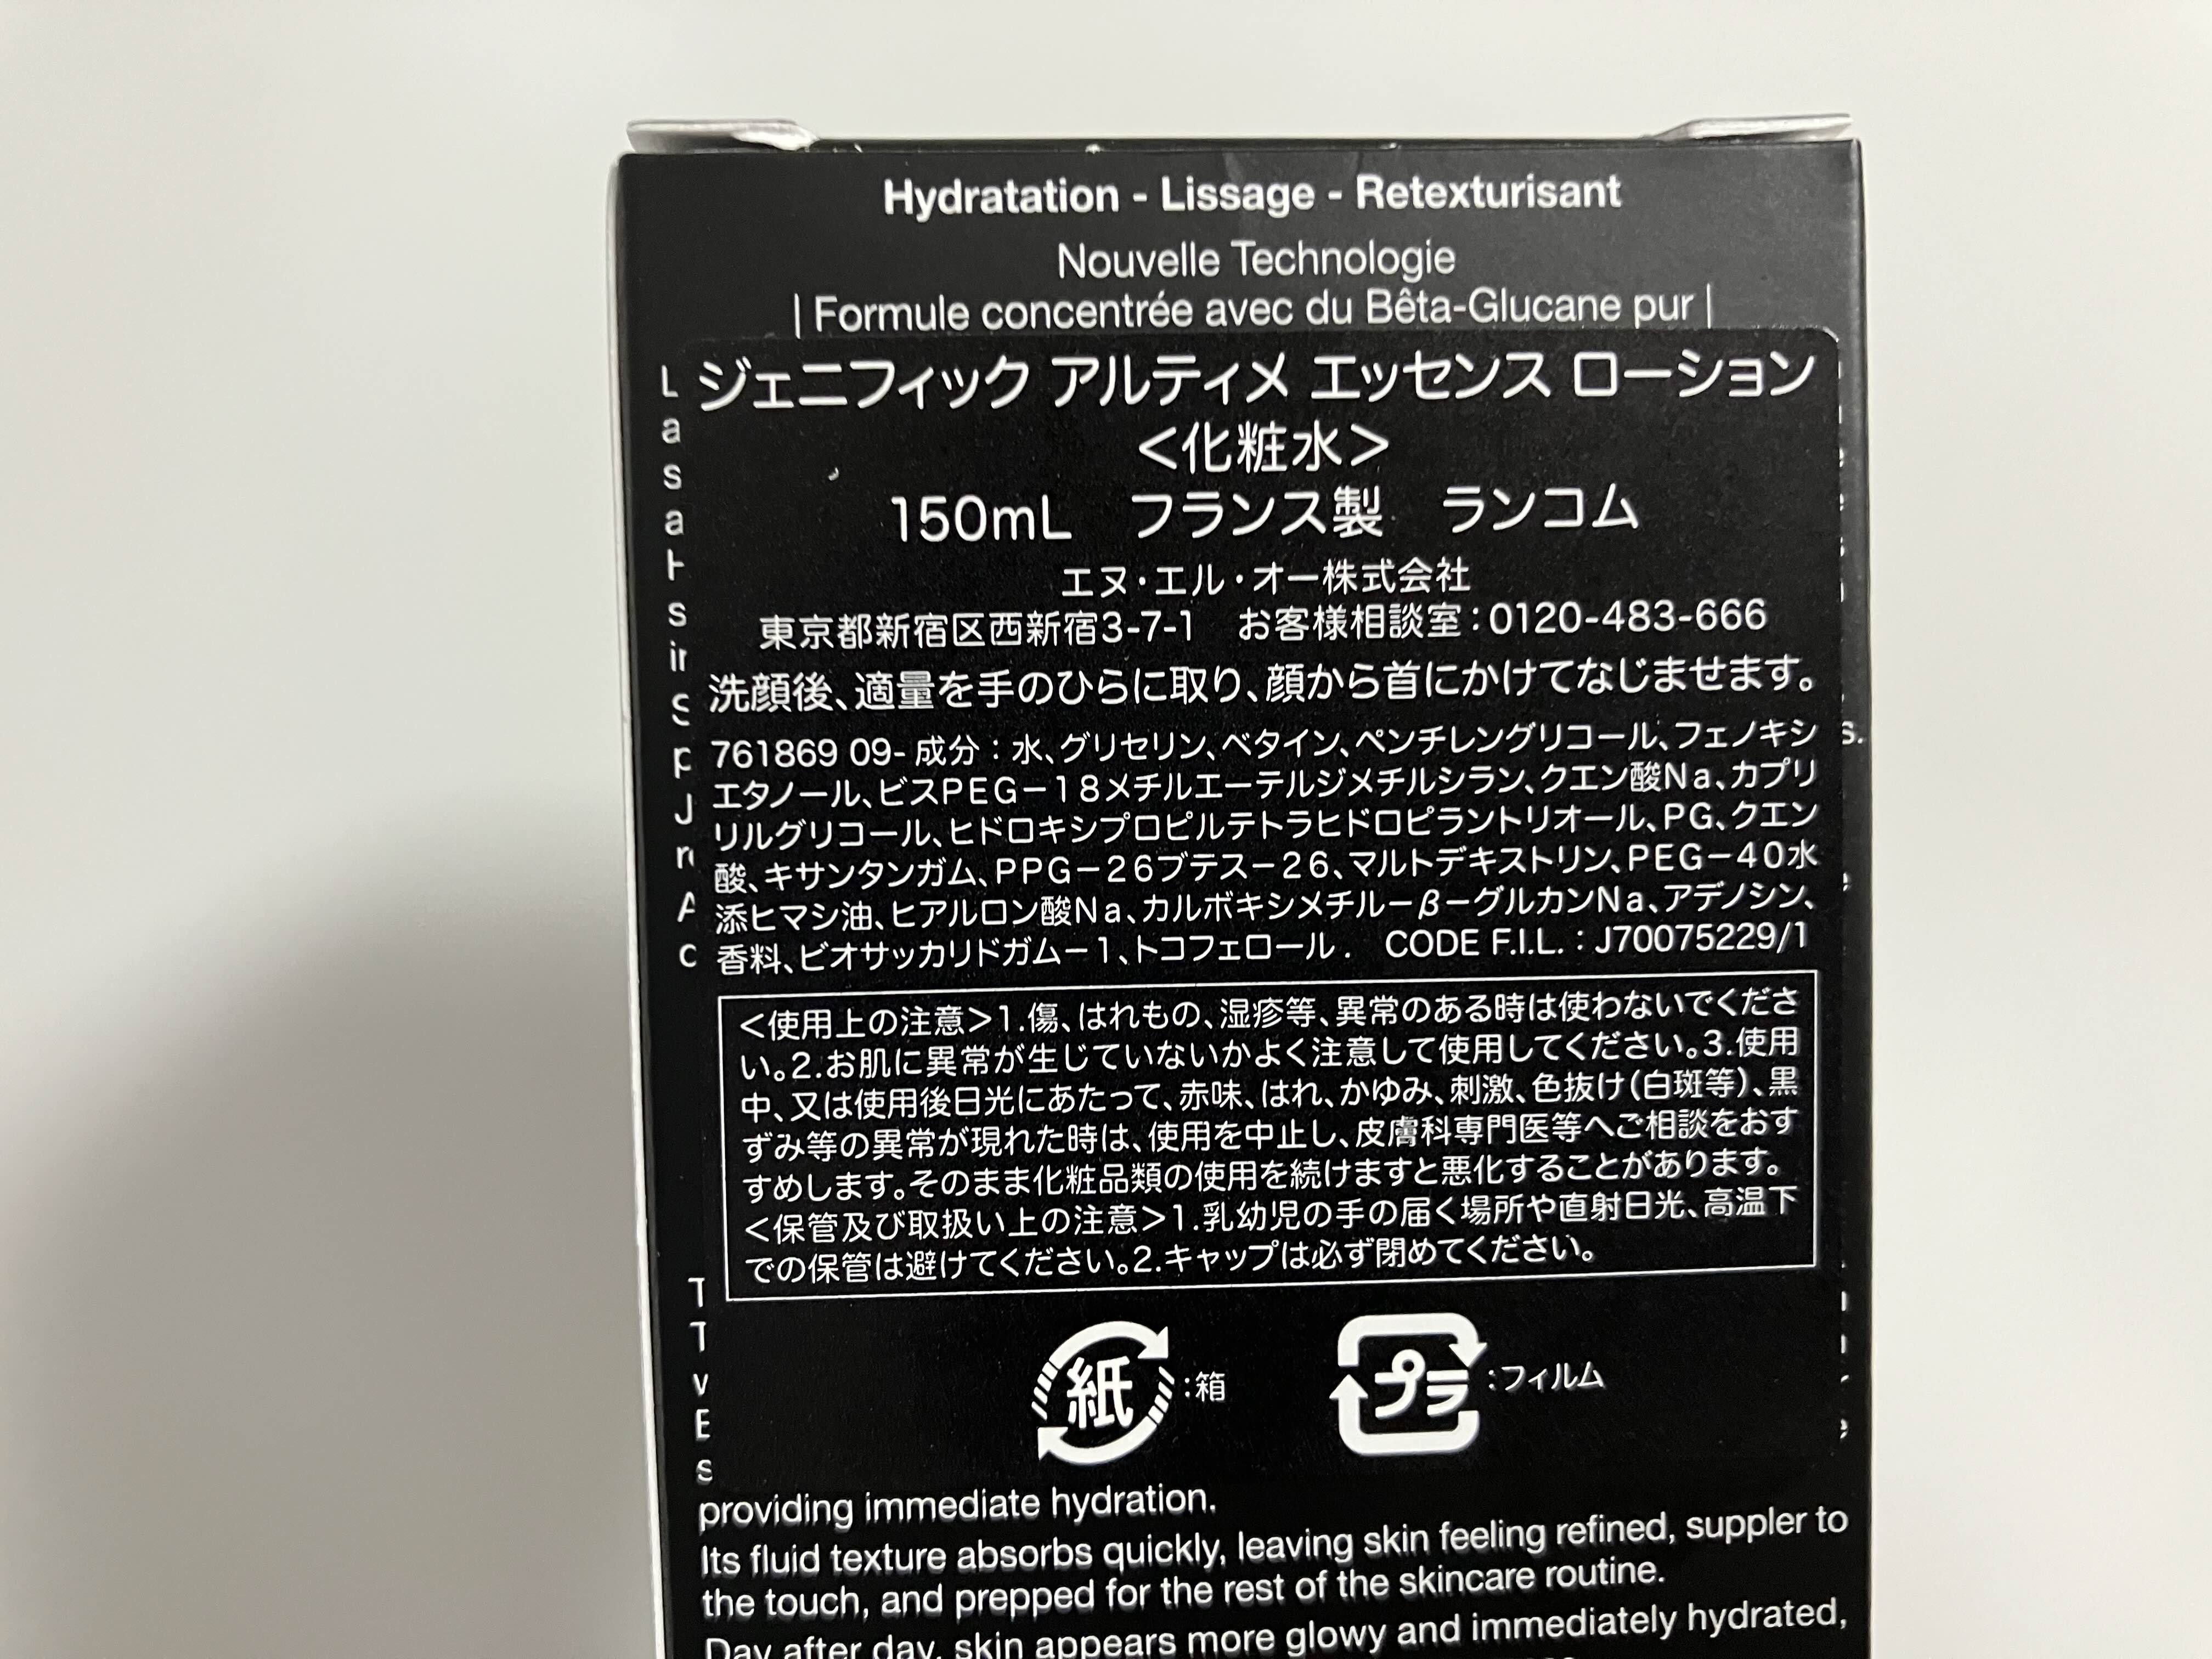 Hydratation - Lissage - Retexturisant
Nouvelle Technologie
| Formule concentrée avec du Bêta-Glucane pur |
ジェニフィック アルティメ エッセンス ローション
＜化粧水＞
150mL　フランス製　ランコム
エヌ・エル・オー株式会社
東京都新宿区西新宿3-7-1　お客様相談室：0120-483-666
洗顔後、適量を手のひらに取り、顔から首にかけてなじませます。
761869 09- 成分：水、グリセリン、ベタイン、ペンチレングリコール、フェノキシ
エタノール、ビスPEG－18メチルエーテルジメチルシラン、クエン酸Na、カプリ
リルグリコール、ヒドロキシプロピルテトラヒドロピラントリオール、PG、クエン
酸、キサンタンガム、PPG－26ブテス－26、マルトデキストリン、PEG－40水
添ヒマシ油、ヒアルロン酸Na、カルボキシメチル－β－グルカンNa、アデノシン、
香料、ビオサッカリドガム－1、トコフェロール．　CODE F.I.L.：J70075229/1
＜使用上の注意＞1.傷、はれもの、湿疹等、異常のある時は使わないでくださ
い。2.お肌に異常が生じていないかよく注意して使用してください。3.使用
中、又は使用後日光にあたって、赤味、はれ、かゆみ、刺激、色抜け（白斑等）、黒
ずみ等の異常が現れた時は、使用を中止し、皮膚科専門医等へご相談をおす
すめします。そのまま化粧品類の使用を続けますと悪化することがあります。
＜保管及び取扱い上の注意＞1.乳幼児の手の届く場所や直射日光、高温下
での保管は避けてください。2.キャップは必ず閉めてください。
紙：箱　プラ：フィルム
providing immediate hydration.
Its fluid texture absorbs quickly, leaving skin feeling refined, suppler to
the touch, and prepped for the rest of the skincare routine.
Day after day, skin appears more glowy and immediately hydrated,